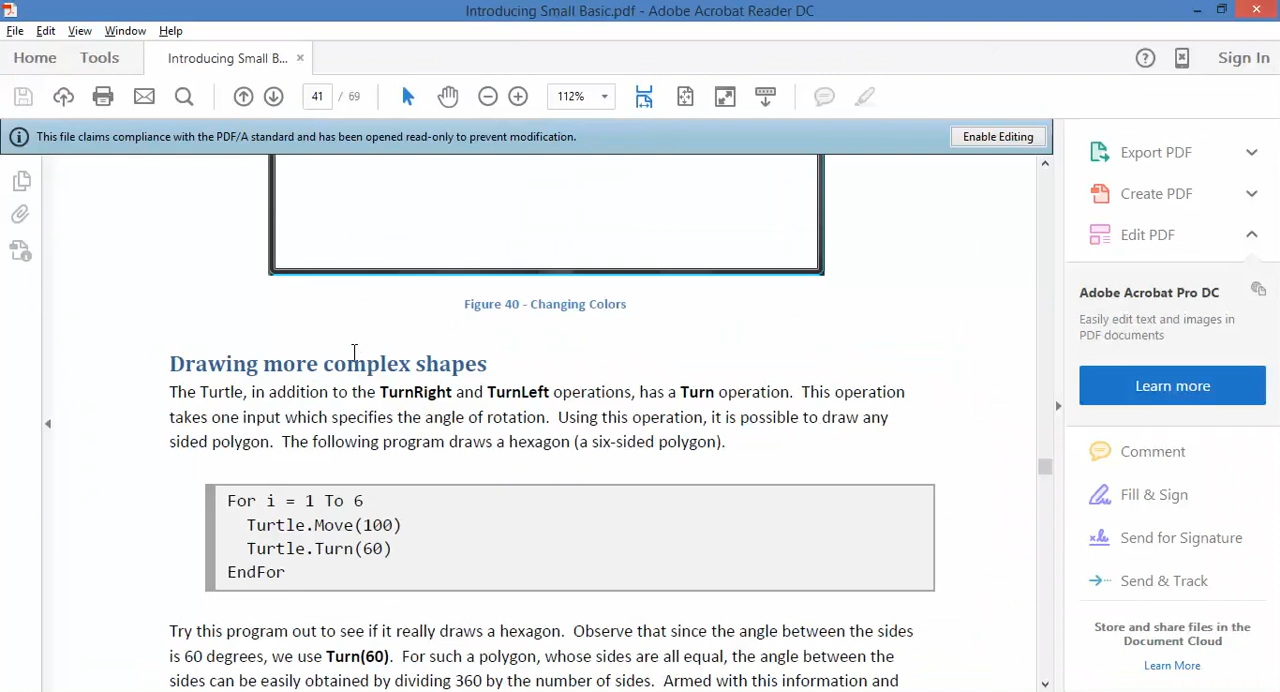 Introducing Small Basic.pdf - Adobe Acrobat Reader DC
File Edit View Window Help
Home Tools Introducing Small B... × Sign In
41 / 69 112%
This file claims compliance with the PDF/A standard and has been opened read-only to prevent modification. Enable Editing
Figure 40 - Changing Colors
Drawing more complex shapes
The Turtle, in addition to the TurnRight and TurnLeft operations, has a Turn operation. This operation
takes one input which specifies the angle of rotation. Using this operation, it is possible to draw any
sided polygon. The following program draws a hexagon (a six-sided polygon).
For i = 1 To 6
Turtle.Move(100)
Turtle.Turn(60)
EndFor
Try this program out to see if it really draws a hexagon. Observe that since the angle between the sides
is 60 degrees, we use Turn(60). For such a polygon, whose sides are all equal, the angle between the
sides can be easily obtained by dividing 360 by the number of sides. Armed with this information and
Export PDF
Create PDF
Edit PDF
Adobe Acrobat Pro DC
Easily edit text and images in
PDF documents
Learn more
Comment
Fill & Sign
Send for Signature
Send & Track
Store and share files in the
Document Cloud
Learn More